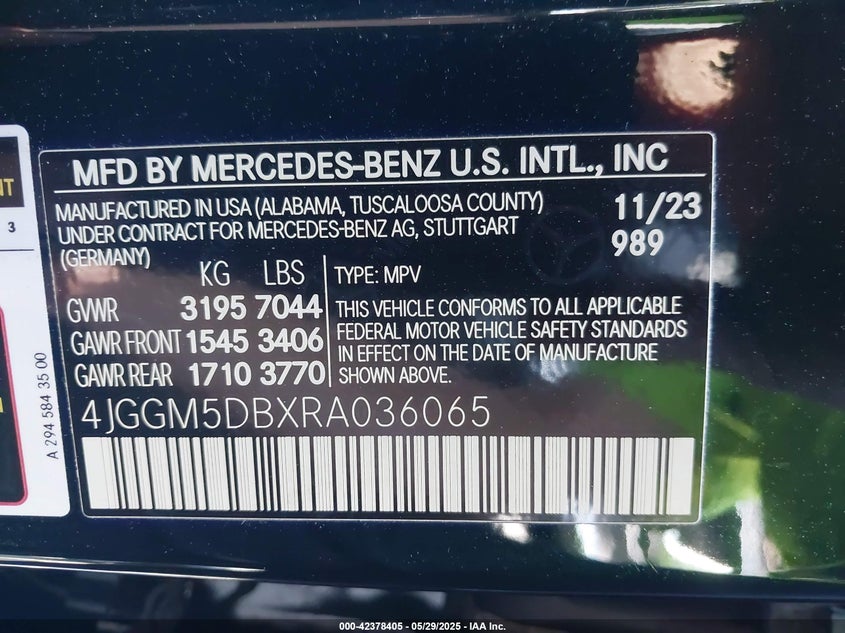 MFD BY MERCEDES-BENZ U.S. INTL., INC
MANUFACTURED IN USA (ALABAMA, TUSCALOOSA COUNTY)
UNDER CONTRACT FOR MERCEDES-BENZ AG, STUTTGART
(GERMANY)
11/23
989
KG LBS
GVWR 3195 7044
GAWR FRONT 1545 3406
GAWR REAR 1710 3770
TYPE: MPV
THIS VEHICLE CONFORMS TO ALL APPLICABLE
FEDERAL MOTOR VEHICLE SAFETY STANDARDS
IN EFFECT ON THE DATE OF MANUFACTURE
SHOWN ABOVE.
4JGGM5DBXRA036065
3
A 294 584 35 00
000-42378405 - 05/29/2025 - IAA Inc.